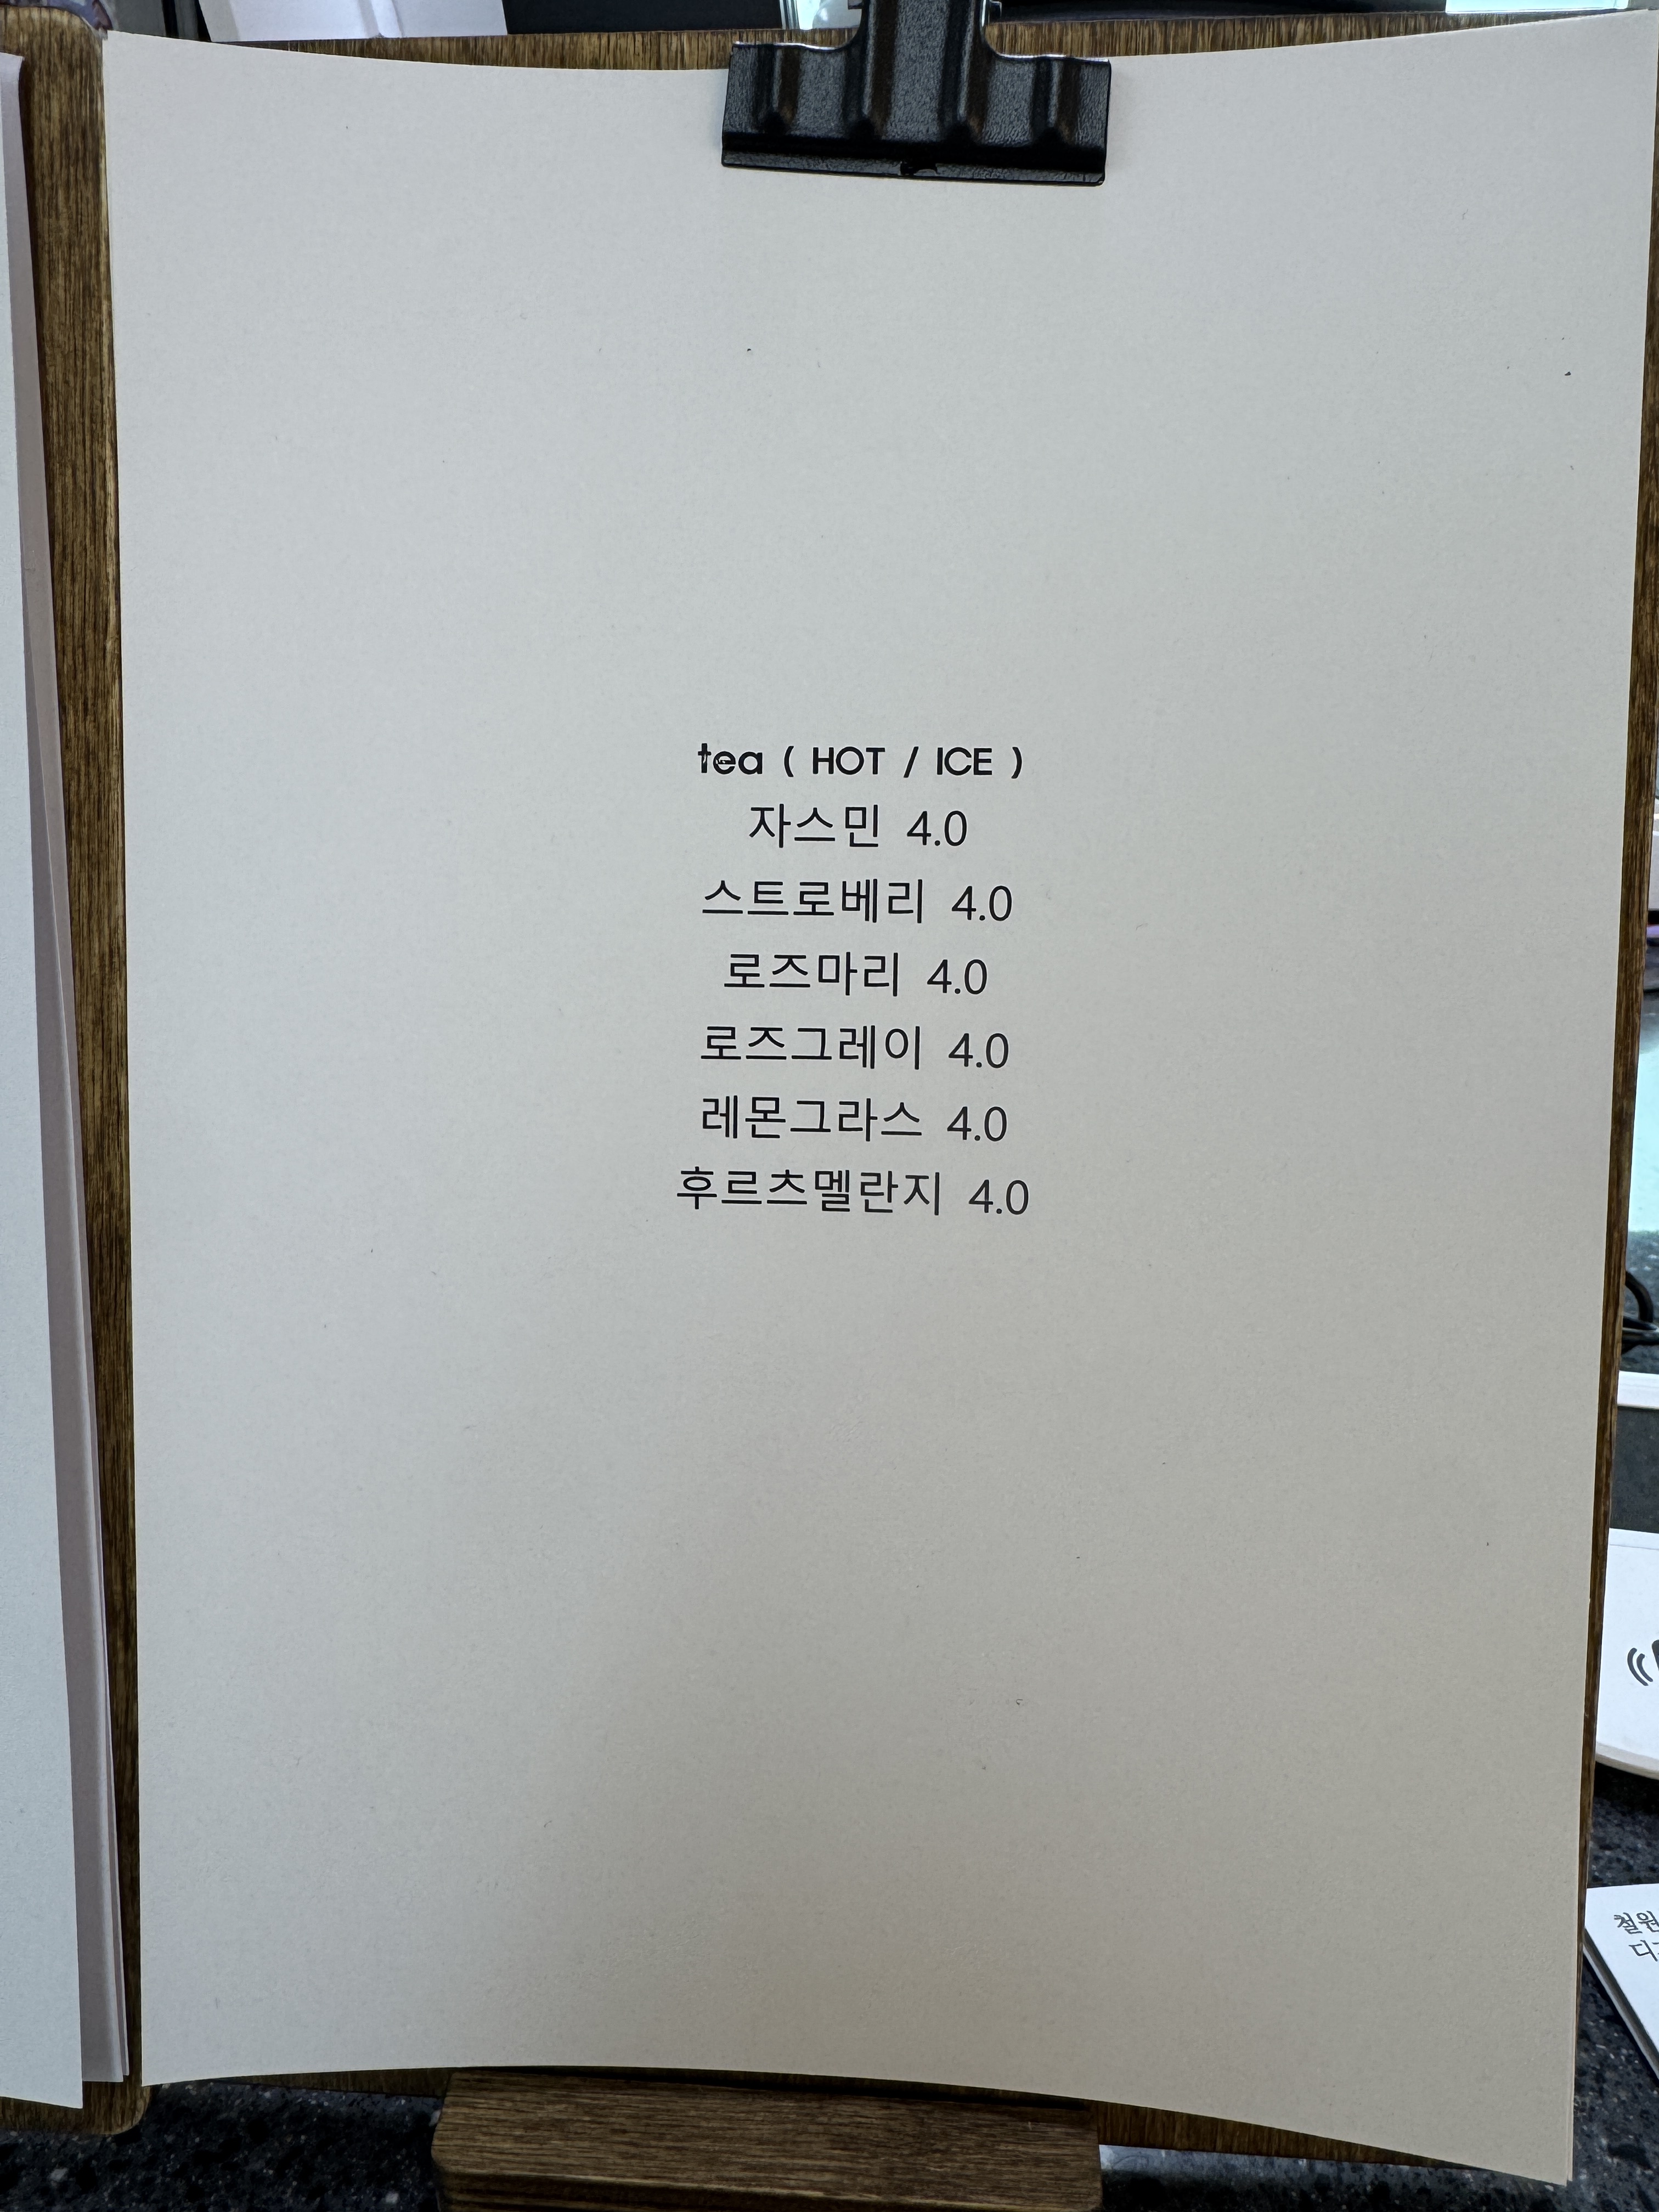 tea ( HOT / ICE )
자스민 4.0
스트로베리 4.0
로즈마리 4.0
로즈그레이 4.0
레몬그라스 4.0
후르츠멜란지 4.0
철원